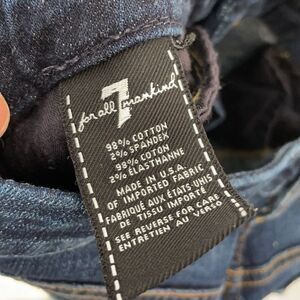 7
for all mankind
98% COTTON
2% SPANDEX
98% COTON
2% ÉLASTHANNE
MADE IN U.S.A.
OF IMPORTED FABRIC
FABRIQUÉ AUX ÉTATS UNIS
DE TISSU IMPORTÉ
SEE REVERSE FOR CARE
ENTRETIEN AU VERSO